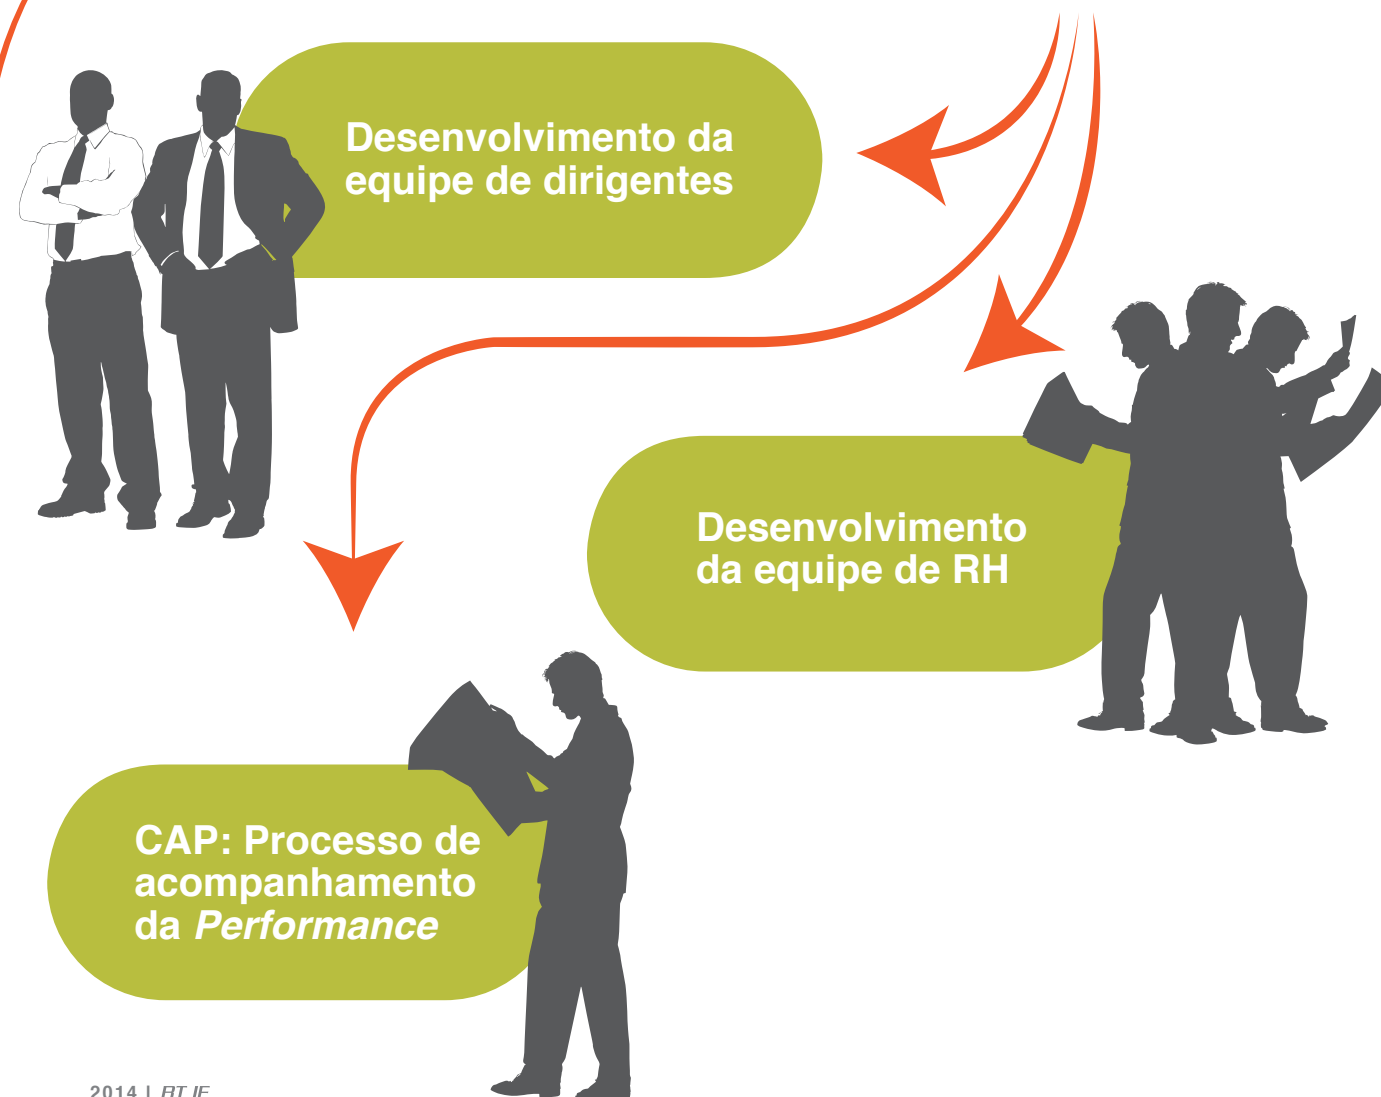 Desenvolvimento da
equipe de dirigentes
Desenvolvimento
da equipe de RH
CAP: Processo de
acompanhamento
da Performance
2014 |